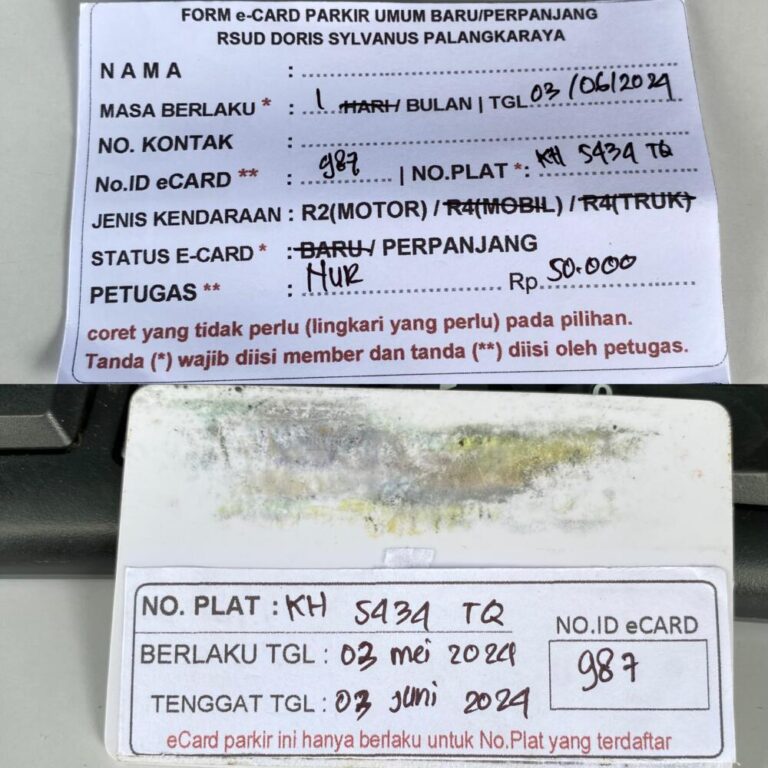 FORM e-CARD PARKIR UMUM BARU/PERPANJANG
RSUD DORIS SYLVANUS PALANGKARAYA
NAMA :
MASA BERLAKU * : 1 HARI / BULAN | TGL 03/06/2024
NO. KONTAK :
No.ID eCARD ** : 987 | NO.PLAT *: KH 5434 TQ
JENIS KENDARAAN : R2(MOTOR) / R4(MOBIL) / R4(TRUK)
STATUS E-CARD * : BARU / PERPANJANG
PETUGAS ** : NUR Rp. 50.000
coret yang tidak perlu (lingkari yang perlu) pada pilihan.
Tanda (*) wajib diisi member dan tanda (**) diisi oleh petugas.
NO. PLAT : KH 5434 TQ
BERLAKU TGL : 03 mei 2024
TENGGAT TGL : 03 juni 2024
NO.ID eCARD
987
eCard parkir ini hanya berlaku untuk No.Plat yang terdaftar